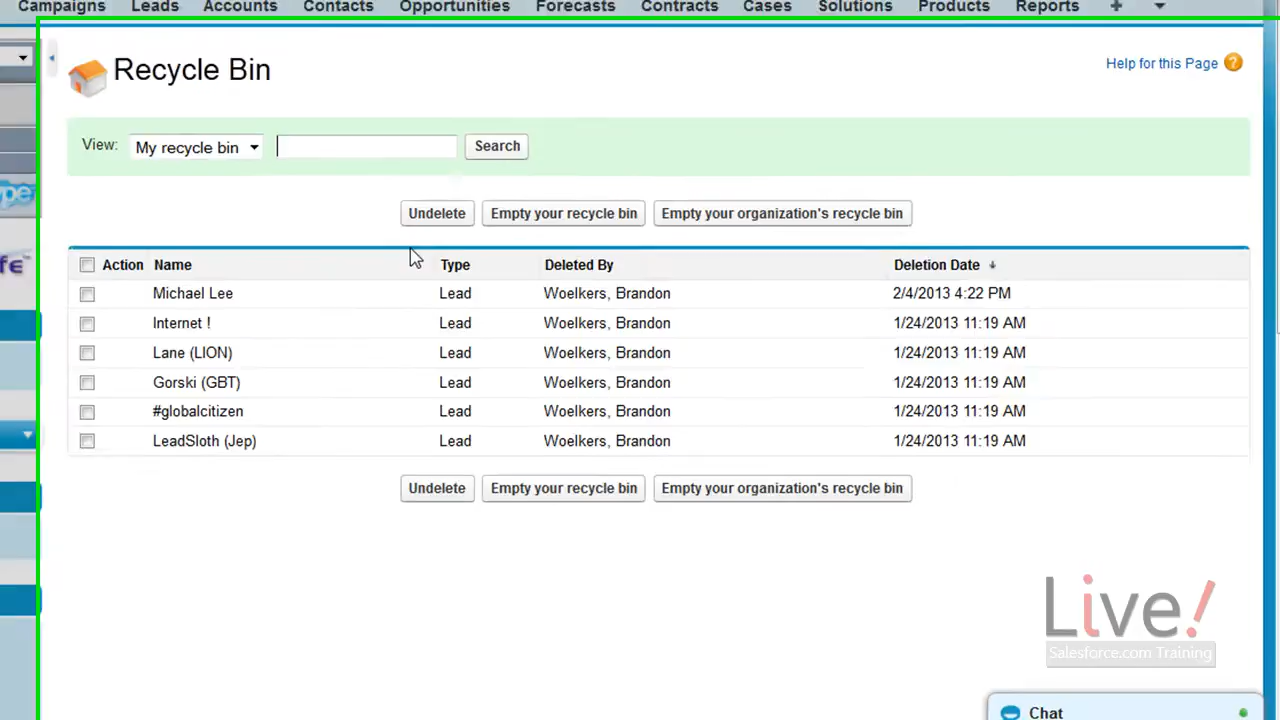 Campaigns Leads Accounts Contacts Opportunities Forecasts Contracts Cases Solutions Products Reports +
Recycle Bin
Help for this Page ?
View: My recycle bin Search
Undelete Empty your recycle bin Empty your organization's recycle bin
Action Name Type Deleted By Deletion Date
Michael Lee Lead Woelkers, Brandon 2/4/2013 4:22 PM
Internet ! Lead Woelkers, Brandon 1/24/2013 11:19 AM
Lane (LION) Lead Woelkers, Brandon 1/24/2013 11:19 AM
Gorski (GBT) Lead Woelkers, Brandon 1/24/2013 11:19 AM
#globalcitizen Lead Woelkers, Brandon 1/24/2013 11:19 AM
LeadSloth (Jep) Lead Woelkers, Brandon 1/24/2013 11:19 AM
Undelete Empty your recycle bin Empty your organization's recycle bin
Live!
Salesforce.com Training
Chat